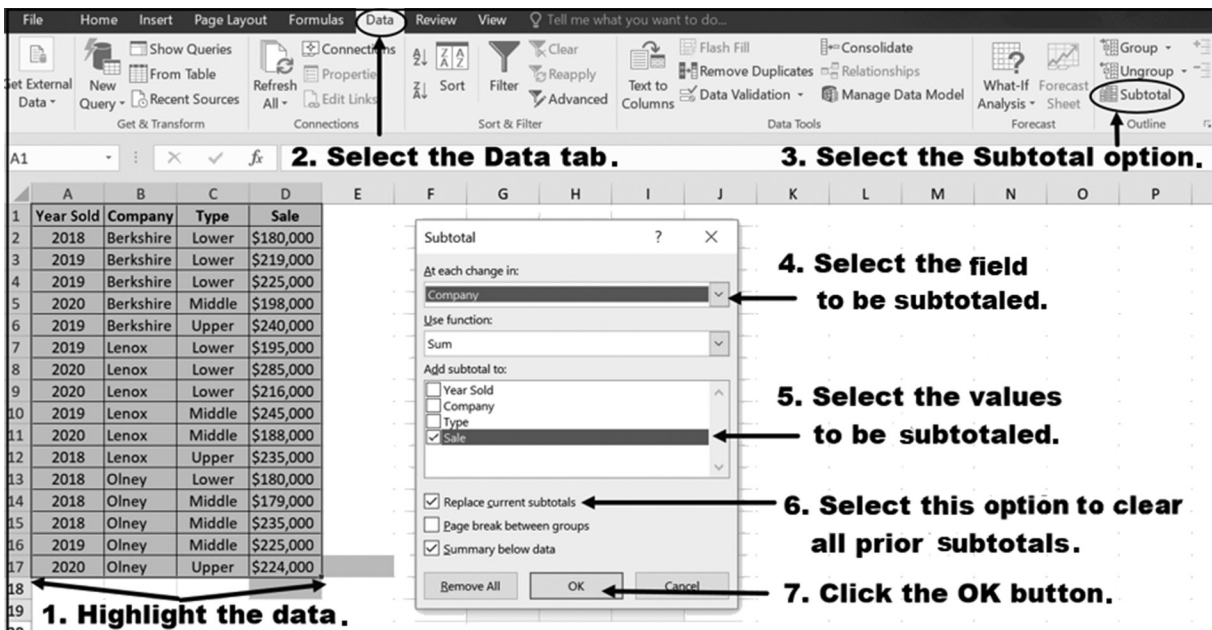 File Home Insert Page Layout Formulas Data Review View Tell me what you want to do...
Get External Data
New Query
Show Queries
From Table
Recent Sources
Get & Transform
Refresh All
Connections
Properties
Edit Links
Connections
Sort
Filter
Clear
Reapply
Advanced
Sort & Filter
Text to Columns
Flash Fill
Remove Duplicates
Data Validation
Consolidate
Relationships
Manage Data Model
Data Tools
What-If Analysis
Forecast Sheet
Forecast
Group
Ungroup
Subtotal
Outline
A1 fx
2. Select the Data tab.
3. Select the Subtotal option.
A B C D E F G H I J K L M N O P
1 Year Sold Company Type Sale
2 2018 Berkshire Lower $180,000
3 2019 Berkshire Lower $219,000
4 2019 Berkshire Lower $225,000
5 2020 Berkshire Middle $198,000
6 2019 Berkshire Upper $240,000
7 2019 Lenox Lower $195,000
8 2020 Lenox Lower $285,000
9 2020 Lenox Lower $216,000
10 2019 Lenox Middle $245,000
11 2020 Lenox Middle $188,000
12 2018 Lenox Upper $235,000
13 2018 Olney Lower $180,000
14 2018 Olney Middle $179,000
15 2018 Olney Middle $235,000
16 2019 Olney Middle $225,000
17 2020 Olney Upper $224,000
18
19
1. Highlight the data.
Subtotal ?
At each change in:
Company
Use function:
Sum
Add subtotal to:
Year Sold
Company
Type
Sale
Replace current subtotals
Page break between groups
Summary below data
Remove All OK Cancel
4. Select the field
to be subtotaled.
5. Select the values
to be subtotaled.
6. Select this option to clear
all prior subtotals.
7. Click the OK button.